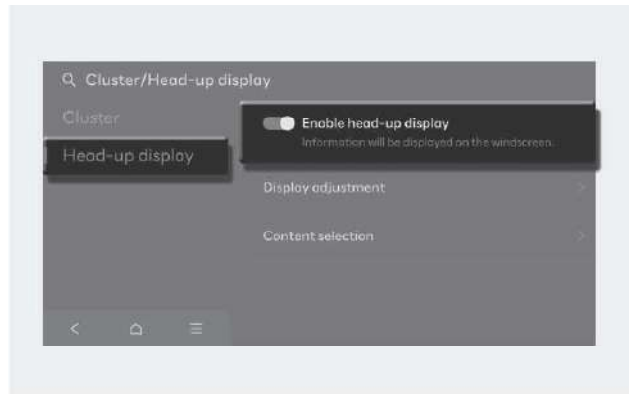 Cluster/Head-up display
Cluster
Head-up display
Enable head-up display
Information will be displayed on the windscreen.
Display adjustment
Content selection